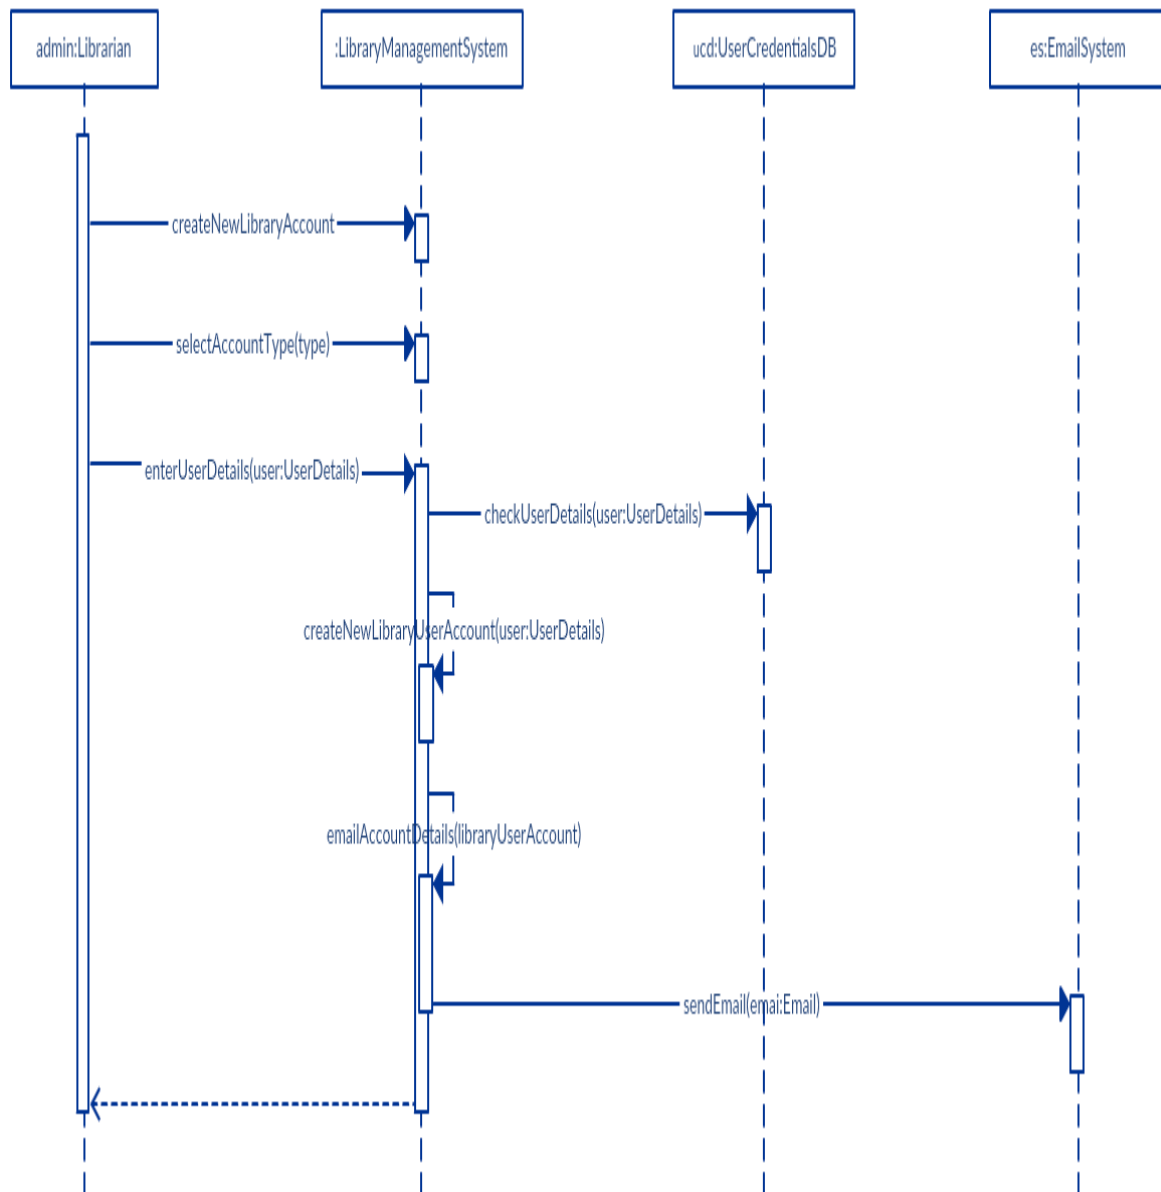 admin:Librarian
:LibraryManagementSystem
ucd:UserCredentialsDB
es:EmailSystem
createNewLibraryAccount
selectAccountType(type)
enterUserDetails(user:UserDetails)
checkUserDetails(user:UserDetails)
createNewLibraryUserAccount(user:UserDetails)
emailAccountDetails(libraryUserAccount)
sendEmail(emai:Email)